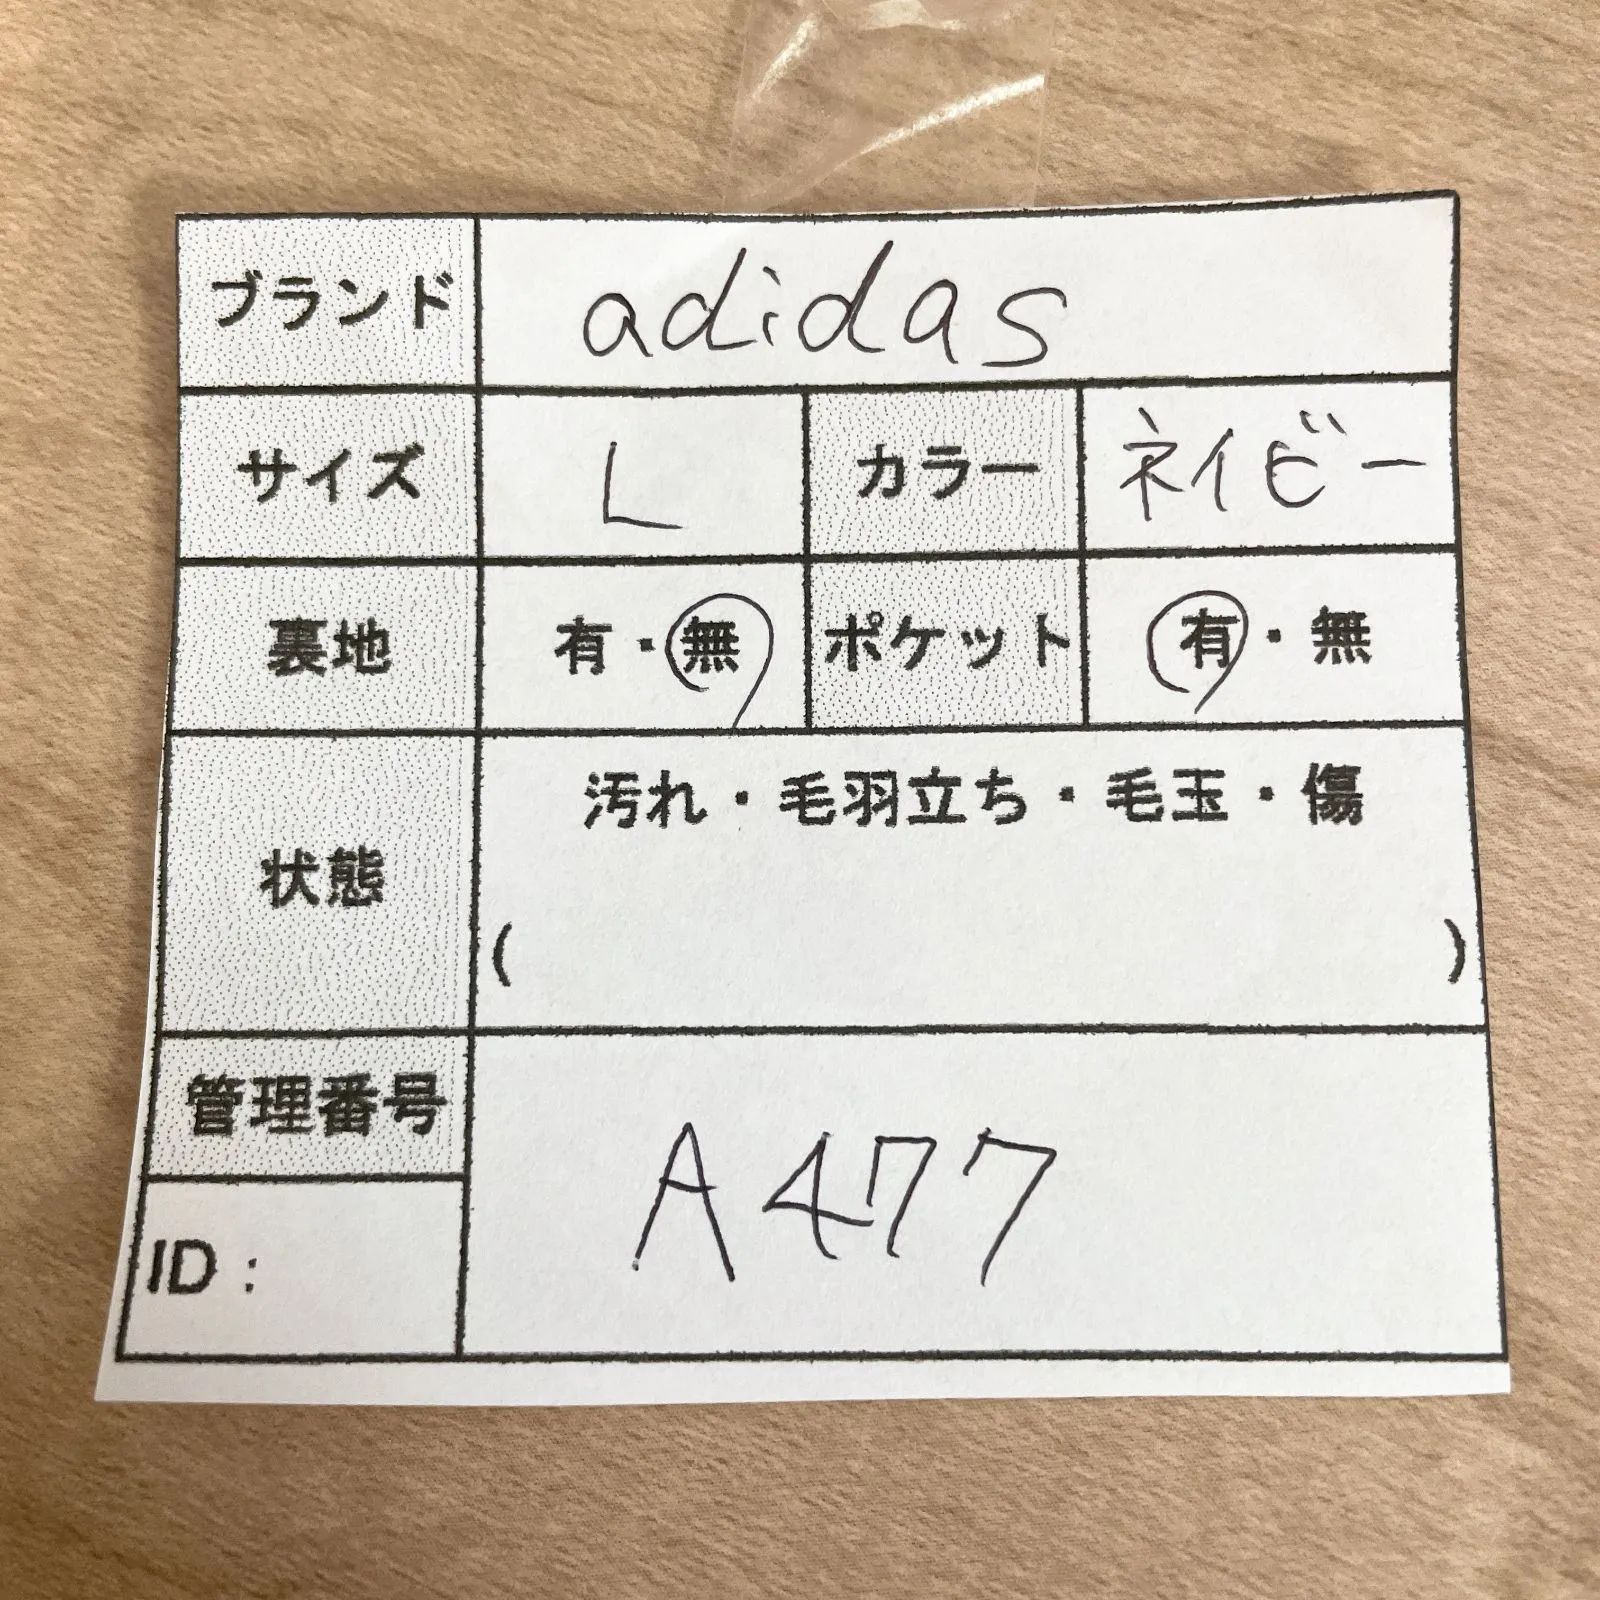 ブランド adidas
サイズ L カラー ネイビー
裏地 有・無 ポケット 有・無
汚れ・毛羽立ち・毛玉・傷
状態
( )
管理番号
A477
ID: